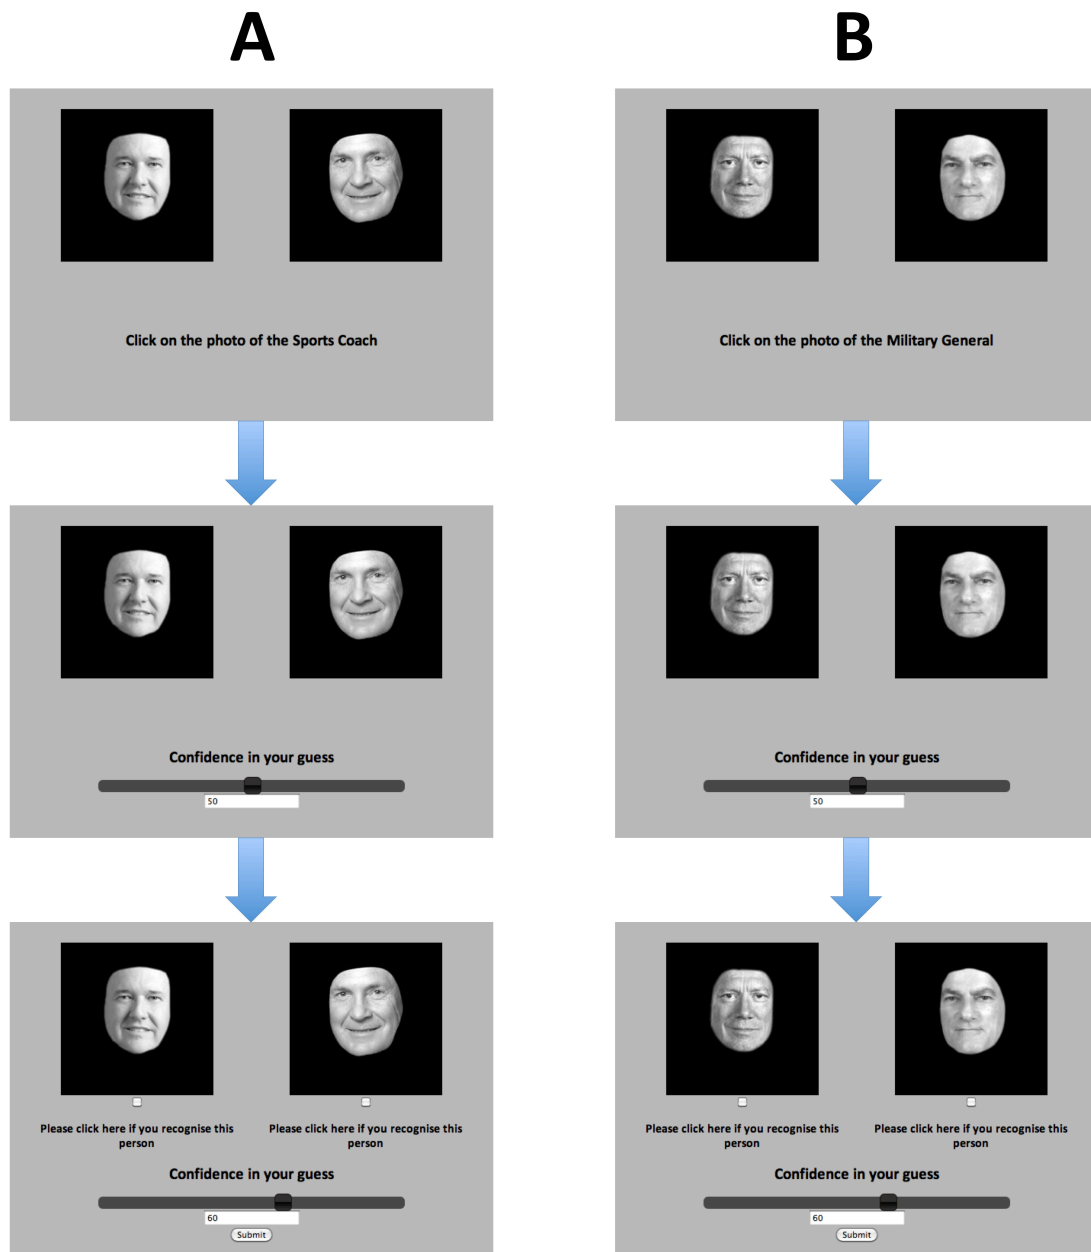 A
B
Click on the photo of the Sports Coach
Click on the photo of the Military General
Confidence in your guess
50
Confidence in your guess
50
Please click here if you recognise this
person
Please click here if you recognise this
person
Confidence in your guess
60
Submit
Please click here if you recognise this
person
Please click here if you recognise this
person
Confidence in your guess
60
Submit